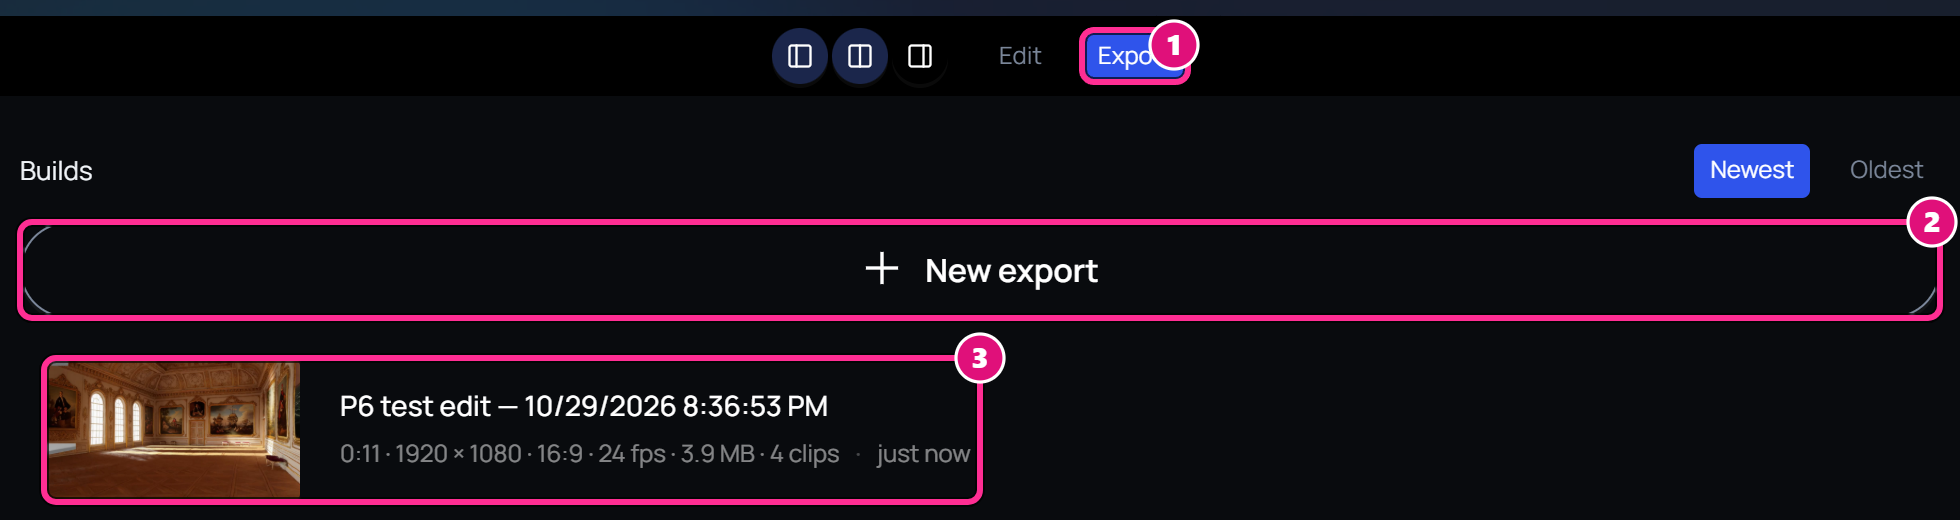 Edit
1
Builds
Newest
Oldest
2
New export
3
P6 test edit — 10/29/2026 8:36:53 PM
0:11 · 1920 × 1080 · 16:9 · 24 fps · 3.9 MB · 4 clips · just now